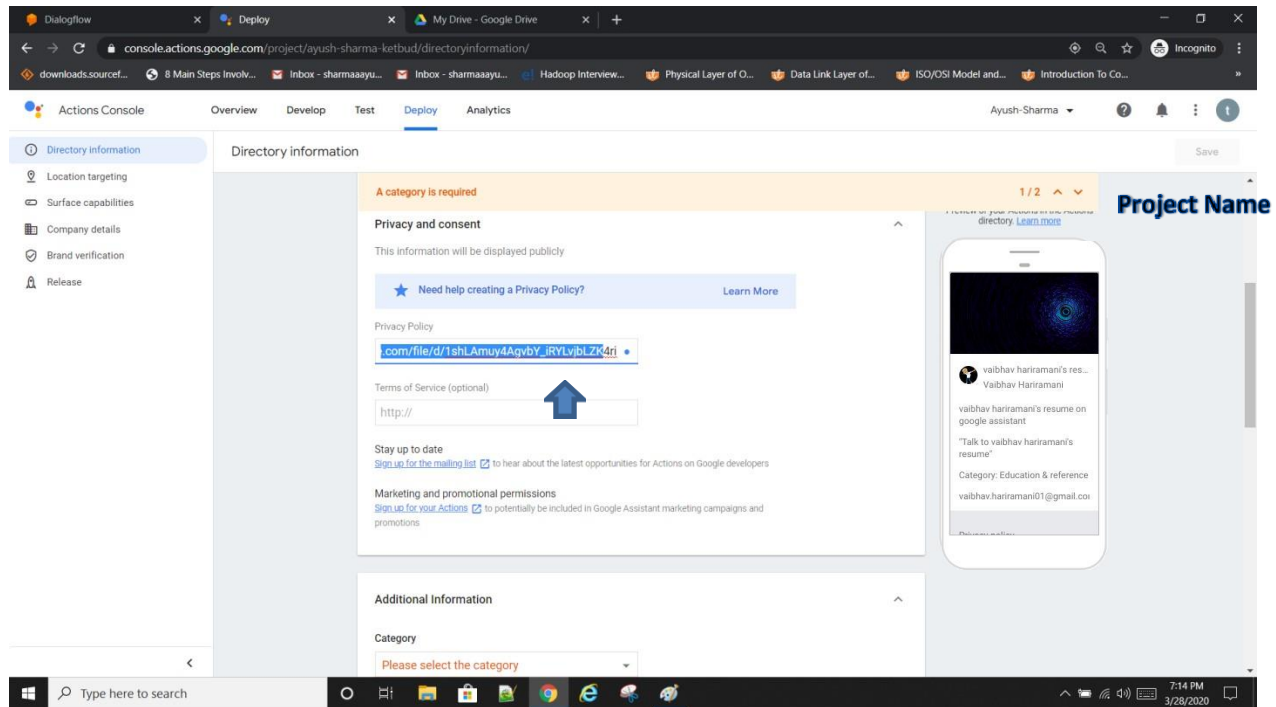 Dialogflow
Deploy
My Drive - Google Drive
console.actions.google.com/project/ayush-sharma-ketbud/directoryinformation/
Incognito
downloads.sourcef...
8 Main Steps Involv...
Inbox - sharmaaayu...
Inbox - sharmaaayu...
Hadoop Interview...
Physical Layer of O...
Data Link Layer of...
ISO/OSI Model and...
Introduction To Co...
»
Actions Console
Overview
Develop
Test
Deploy
Analytics
Ayush-Sharma
t
Directory information
Location targeting
Surface capabilities
Company details
Brand verification
Release
Directory information
Save
A category is required
1 / 2
Project Name
Privacy and consent
This information will be displayed publicly
Need help creating a Privacy Policy?
Learn More
Privacy Policy
.com/file/d/1shLAmuy4AgvbY_iRYLvjbLZK4ri
Terms of Service (optional)
http://
Stay up to date
Sign up for the mailing list to hear about the latest opportunities for Actions on Google developers
Marketing and promotional permissions
Sign up for your Actions to potentially be included in Google Assistant marketing campaigns and
promotions
Additional Information
Category
Please select the category
directory. Learn more
vaibhav hariramani's res...
Vaibhav Hariramani
vaibhav hariramani's resume on
google assistant
"Talk to vaibhav hariramani's
resume"
Category: Education & reference
vaibhav.hariramani01@gmail.co
Type here to search
7:14 PM
3/28/2020